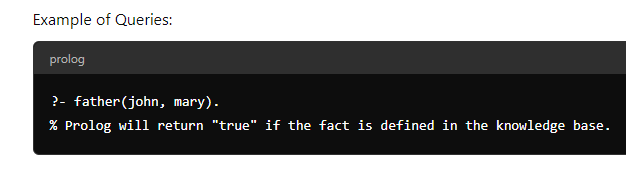 Example of Queries:
prolog
?- father(john, mary).
% Prolog will return "true" if the fact is defined in the knowledge base.